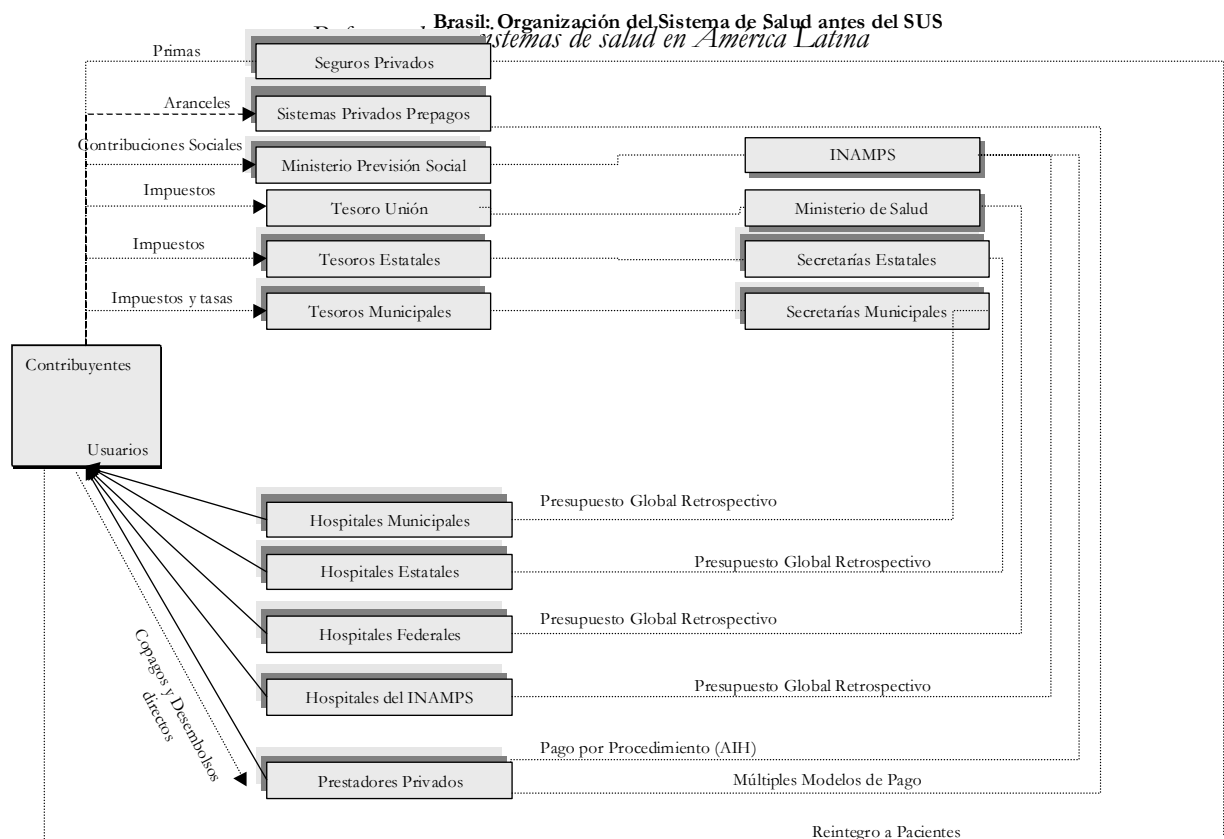 Brasil: Organización del Sistema de Salud antes del SUS
sistemas de salud en América Latina
Primas
Seguros Privados
Aranceles
Sistemas Privados Prepagos
Contribuciones Sociales
Ministerio Previsión Social
INAMPS
Impuestos
Tesoro Unión
Ministerio de Salud
Impuestos
Tesoros Estatales
Secretarías Estatales
Impuestos y tasas
Tesoros Municipales
Secretarías Municipales
Contribuyentes
Usuarios
Hospitales Municipales
Presupuesto Global Retrospectivo
Hospitales Estatales
Presupuesto Global Retrospectivo
Hospitales Federales
Presupuesto Global Retrospectivo
Hospitales del INAMPS
Presupuesto Global Retrospectivo
Copagos y Desembolsos
directos
Pago por Procedimiento (AIH)
Prestadores Privados
Múltiples Modelos de Pago
Reintegro a Pacientes